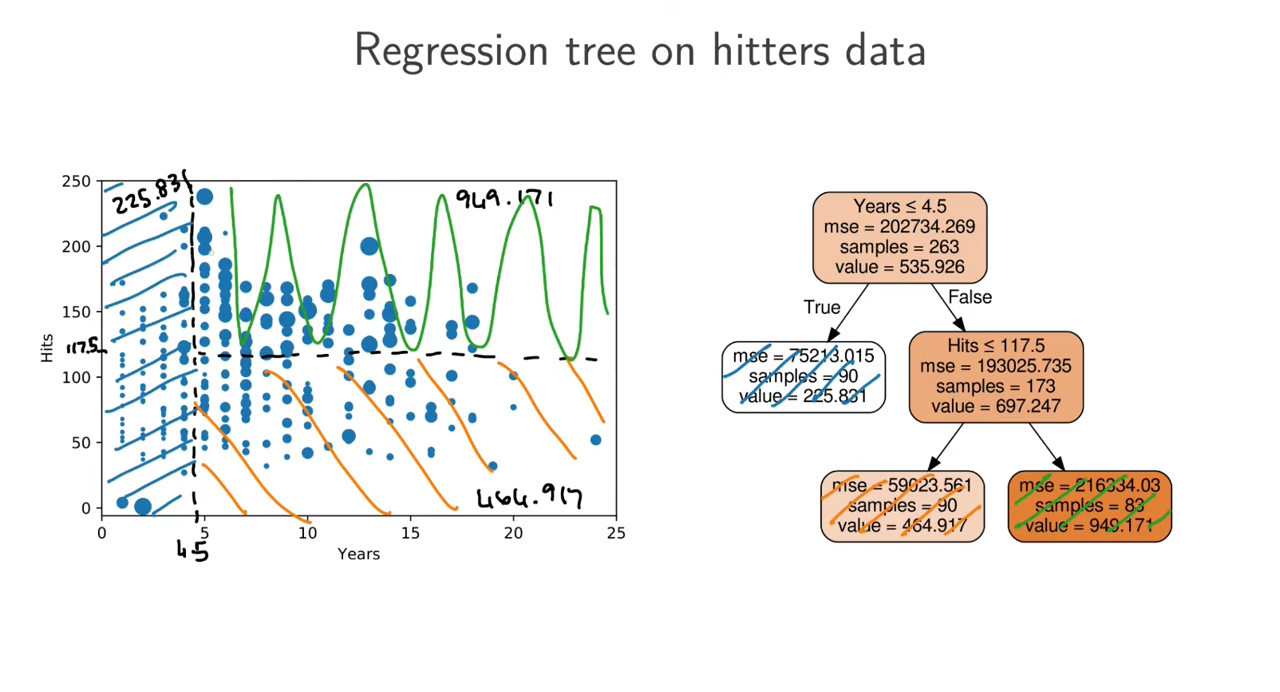 Regression tree on hitters data
225.831
949.171
464.917
117.5
4.5
Hits
250
200
150
100
50
0
0 5 10 15 20 25
Years
Years ≤ 4.5
mse = 202734.269
samples = 263
value = 535.926
True
False
mse = 75213.015
samples = 90
value = 225.831
Hits ≤ 117.5
mse = 193025.735
samples = 173
value = 697.247
mse = 59023.561
samples = 90
value = 464.917
mse = 216334.03
samples = 83
value = 949.171